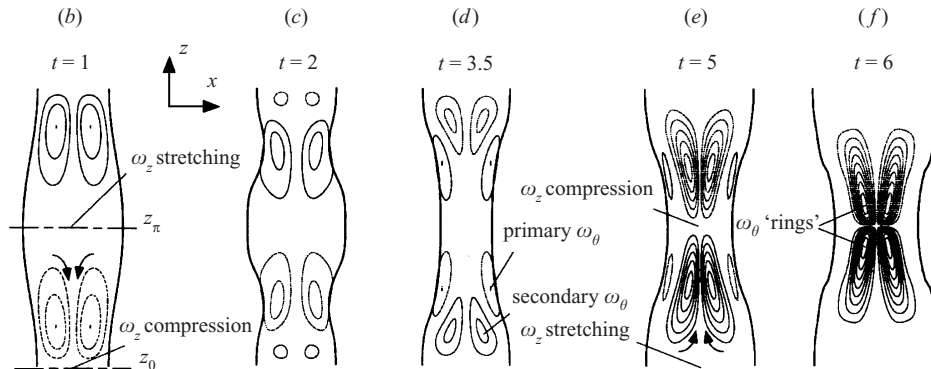 (b) (c) (d) (e) (f)
t = 1 z x t = 2 t = 3.5 t = 5 t = 6
ω_z stretching
z_π
ω_z compression
z_0
ω_z compression
primary ω_θ
secondary ω_θ
ω_z stretching
ω_θ ‘rings’